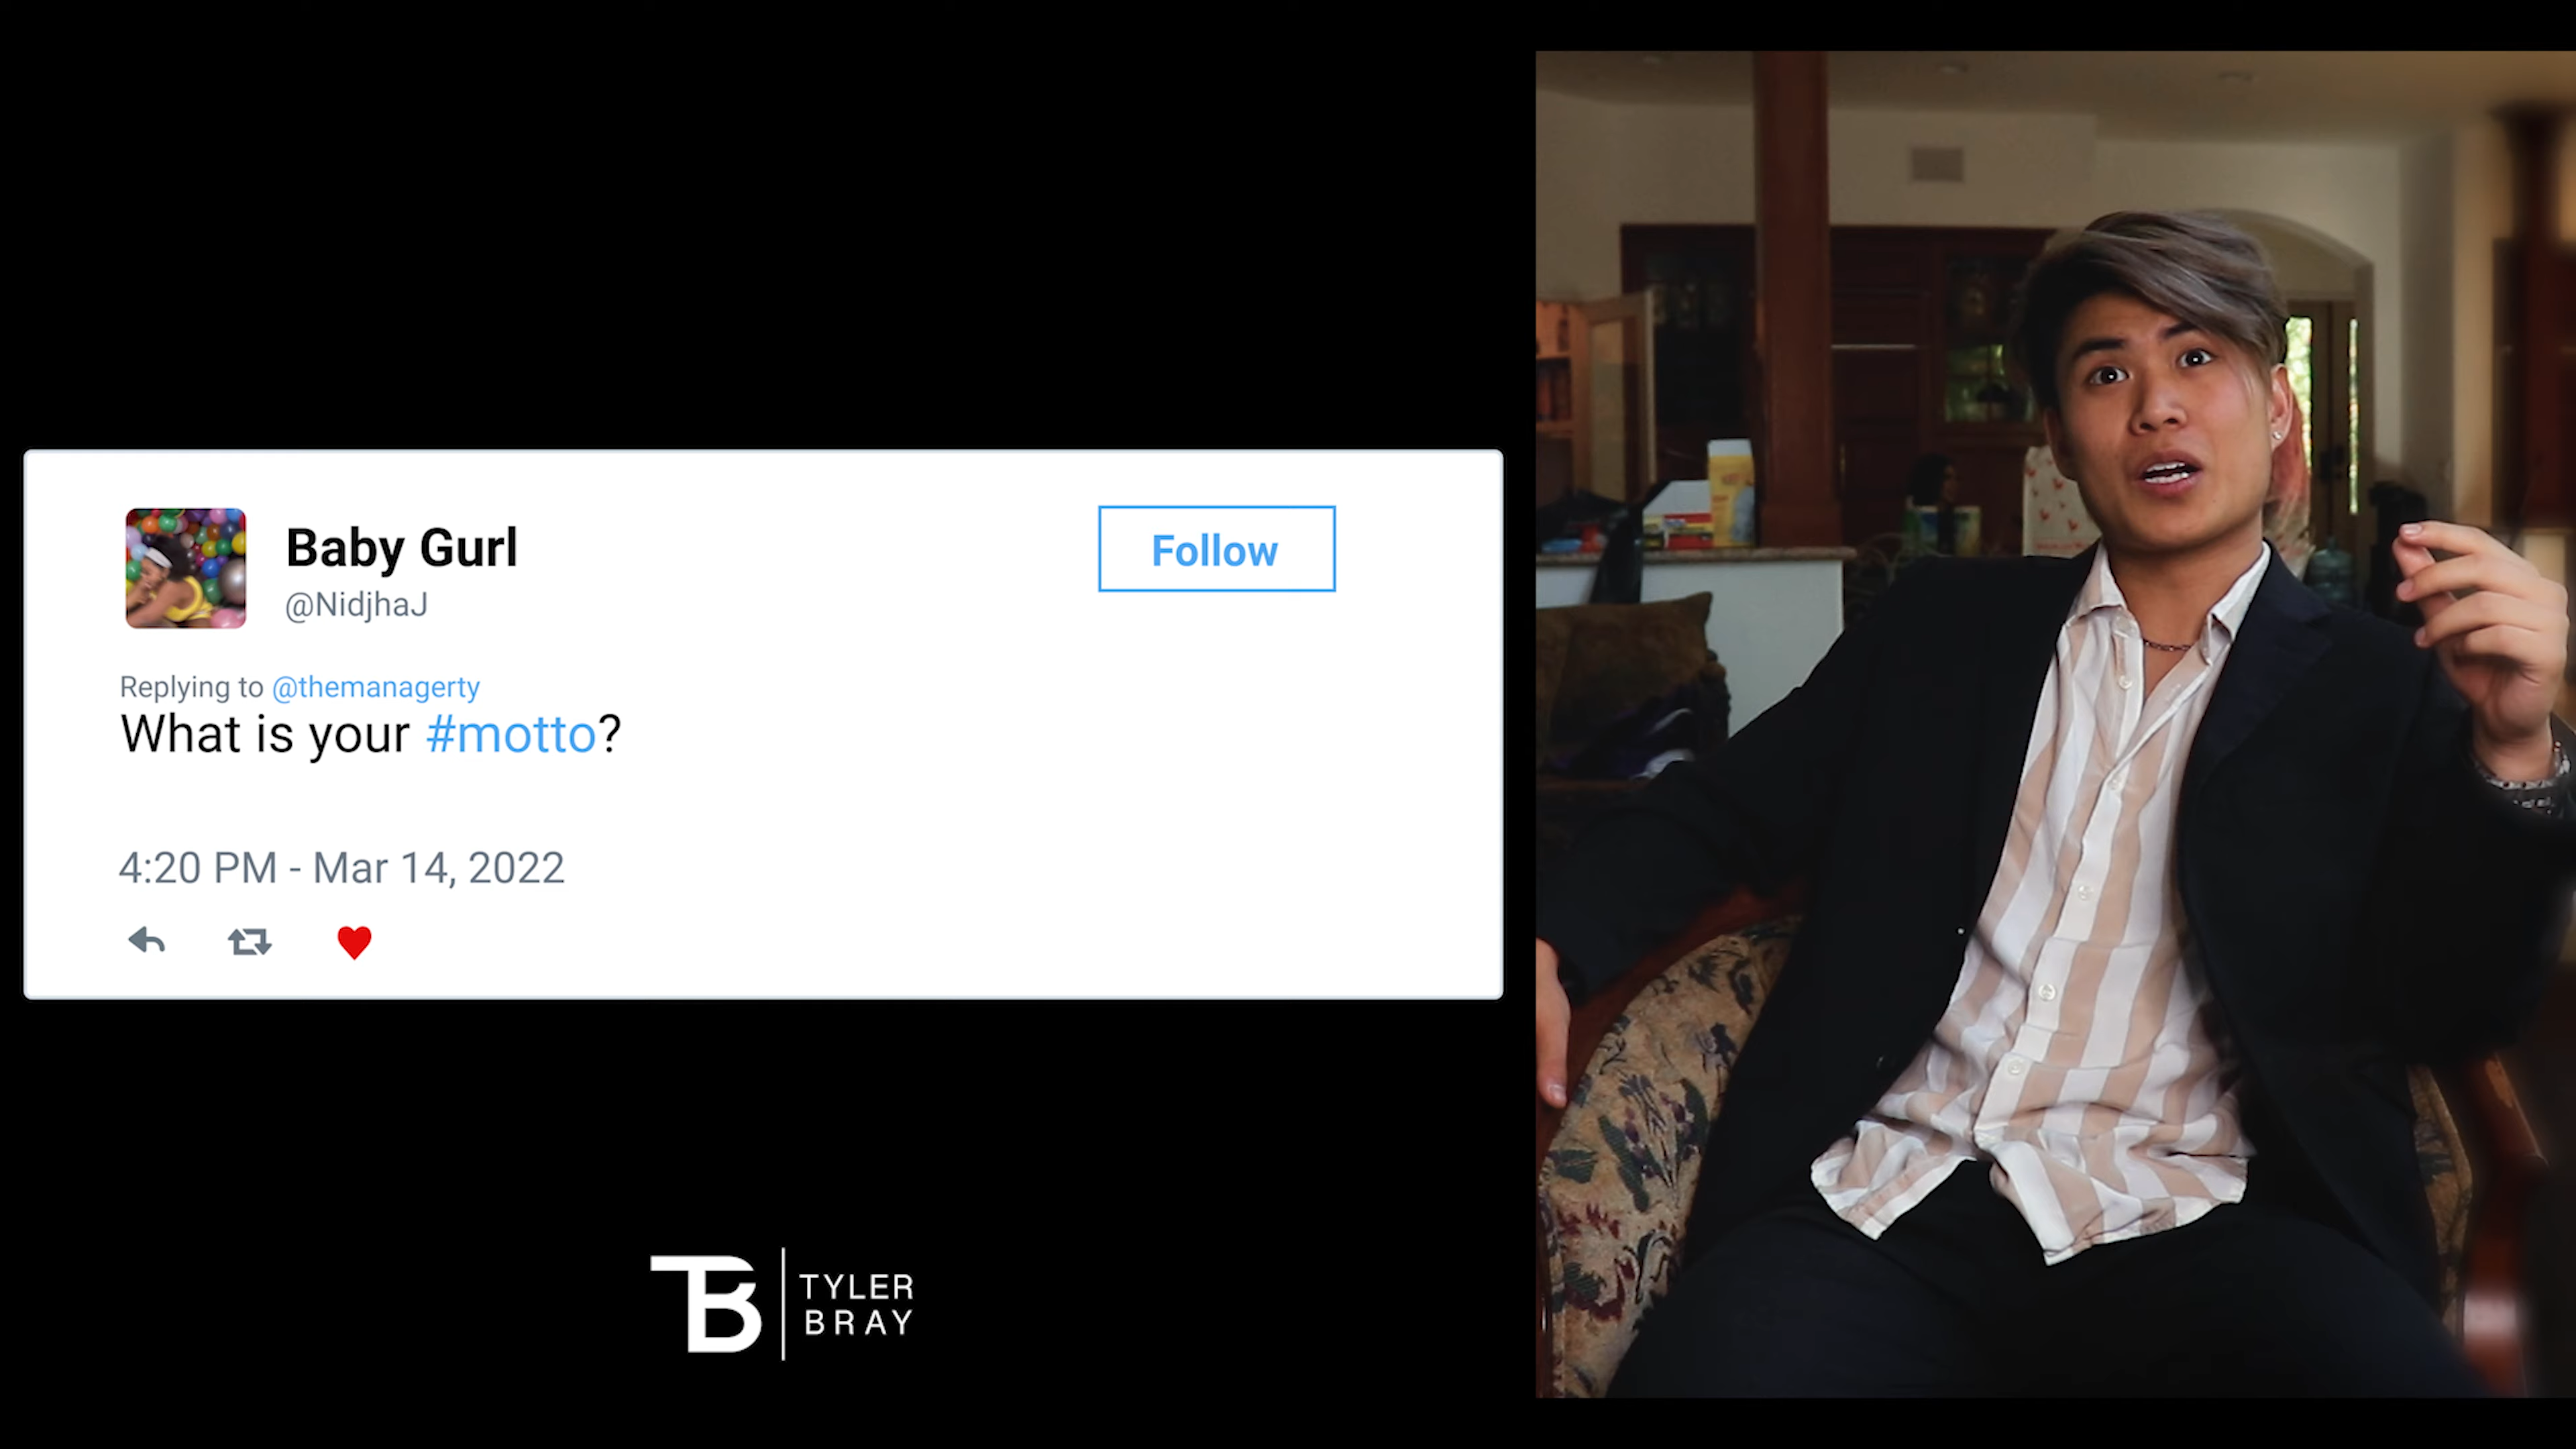 Baby Gurl
@NidjhaJ
Follow
Replying to @themanagerty
What is your #motto?
4:20 PM - Mar 14, 2022
TB
TYLER
BRAY